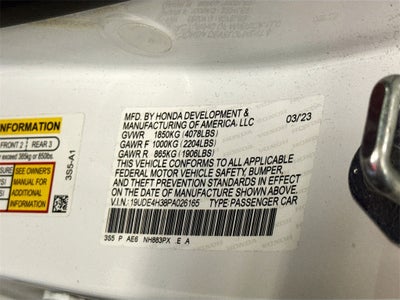 MFD. BY HONDA DEVELOPMENT &
MANUFACTURING OF AMERICA, LLC 03/23
GVWR 1850KG (4078LBS)
GAWR F 1000KG (2204LBS)
GAWR R 865KG (1906LBS)
THIS VEHICLE CONFORMS TO ALL APPLICABLE
FEDERAL MOTOR VEHICLE SAFETY, BUMPER,
AND THEFT PREVENTION STANDARDS IN EFFECT
ON THE DATE OF MANUFACTURE SHOWN ABOVE.
V.I.N: 19UDE4H38PA026165 TYPE PASSENGER CAR
3S5 P AE6 NH883PX E A
INFORMATION
FRONT 2 REAR 3
exceed 385kg or 850lbs.
SEE OWNER'S
MANUAL FOR
ADDITIONAL
INFORMATION
3S5-A1